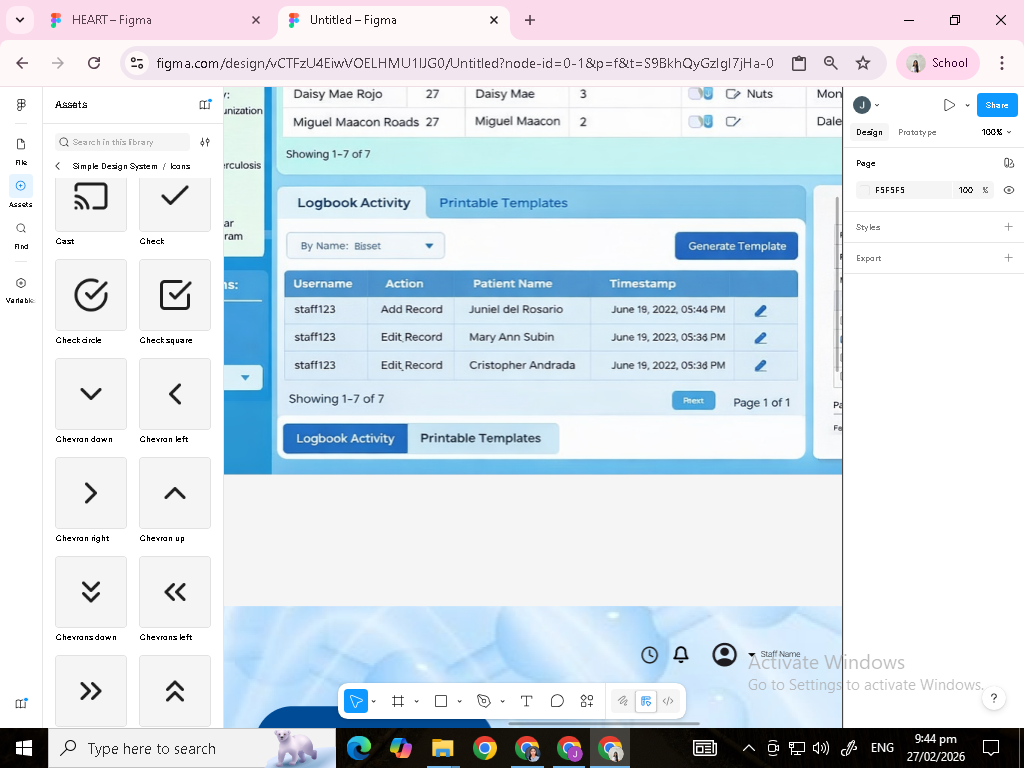 HEART – Figma
Untitled – Figma
figma.com/design/vCTFzU4EiwVOELHMU1IJG0/Untitled?node-id=0-1&p=f&t=S9BkhQyGzIgI7jHa-0
School
File
Assets
Find
Assets
Search in this library
Simple Design System / Icons
Cast
Check
Check circle
Check square
Chevron down
Chevron left
Chevron right
Chevron up
Chevrons down
Chevrons left
Daisy Mae Rojo 27 Daisy Mae 3 Nuts
Miguel Maacon Roads 27 Miguel Maacon 2
Showing 1–7 of 7
Logbook Activity
Printable Templates
By Name: Bisset
Generate Template
Username Action Patient Name Timestamp
staff123 Add Record Juniel del Rosario June 19, 2022, 05:44 PM
staff123 Edit Record Mary Ann Subin June 19, 2023, 05:36 PM
staff123 Edit Record Cristopher Andrada June 19, 2022, 05:36 PM
Showing 1–7 of 7
Page 1 of 1
Logbook Activity
Printable Templates
Staff Name
J
Share
Design
Prototype
100%
Page
F5F5F5
100
%
Styles
Export
Activate Windows
Go to Settings to activate Windows.
?
Type here to search
ENG
9:44 pm
27/02/2026